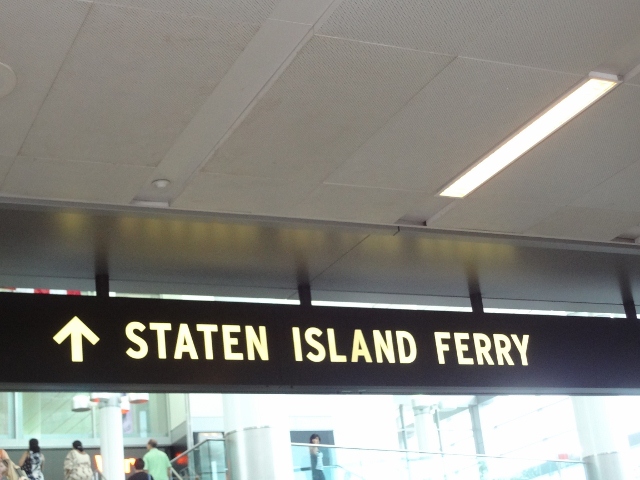 ↑ STATEN ISLAND FERRY